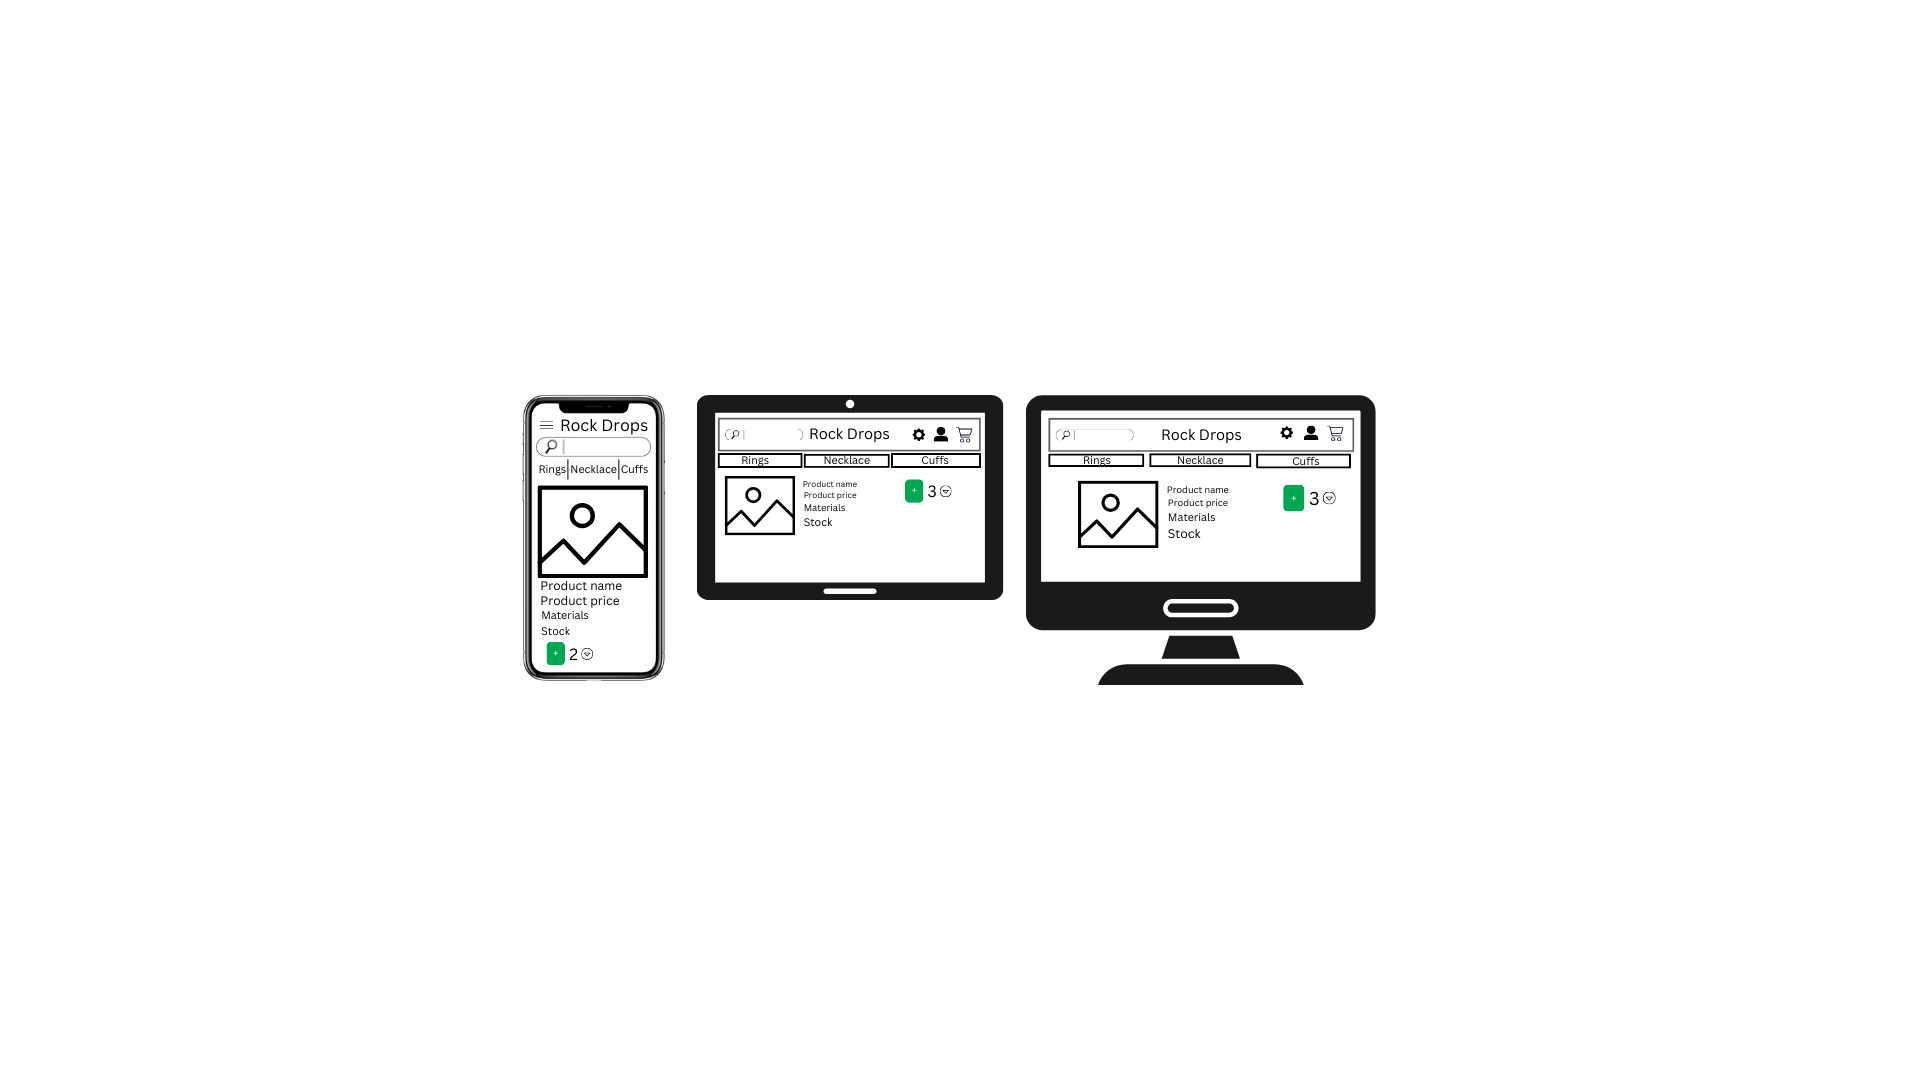 Rock Drops
Rings Necklace Cuffs
Product name
Product price
Materials
Stock
+ 2
Rock Drops
Rings Necklace Cuffs
Product name
Product price
Materials
Stock
+ 3
Rock Drops
Rings Necklace Cuffs
Product name
Product price
Materials
Stock
+ 3